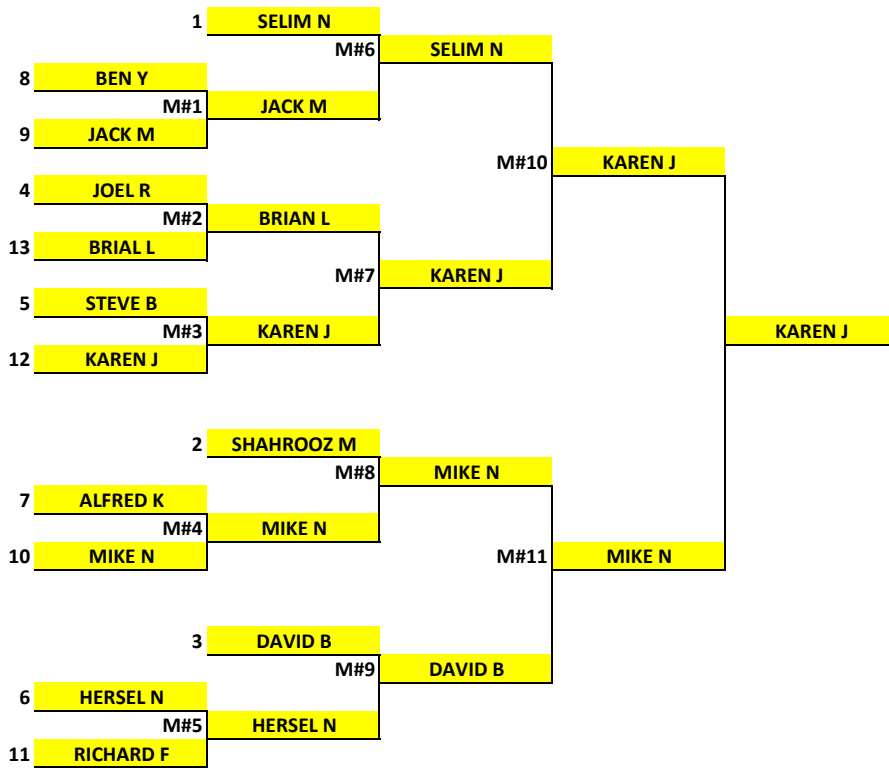 1 SELIM N
M#6 SELIM N
8 BEN Y
M#1 JACK M
9 JACK M
M#10 KAREN J
4 JOEL R
M#2 BRIAN L
13 BRIAL L
M#7 KAREN J
5 STEVE B
M#3 KAREN J KAREN J
12 KAREN J
2 SHAHROOZ M
M#8 MIKE N
7 ALFRED K
M#4 MIKE N
10 MIKE N M#11 MIKE N
3 DAVID B
M#9 DAVID B
6 HERSEL N
M#5 HERSEL N
11 RICHARD F